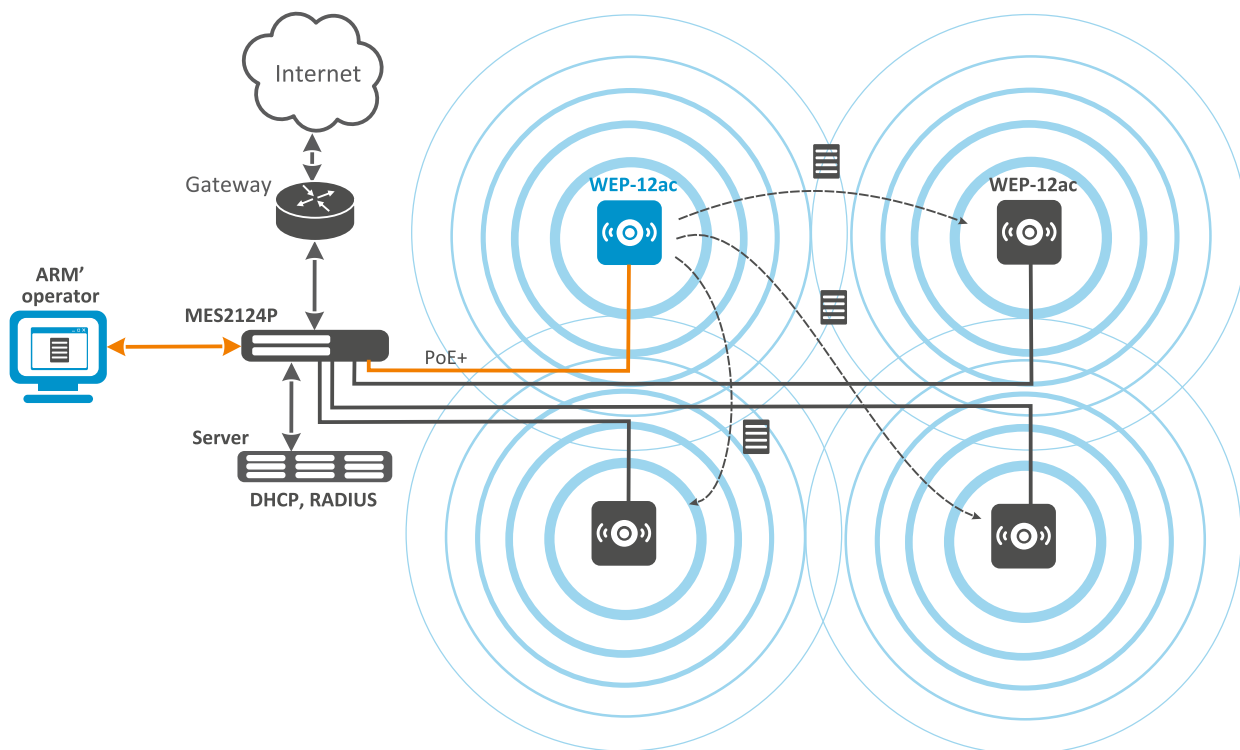 Internet
Gateway
WEP-12ac
WEP-12ac
ARM'
operator
MES2124P
PoE+
Server
DHCP, RADIUS